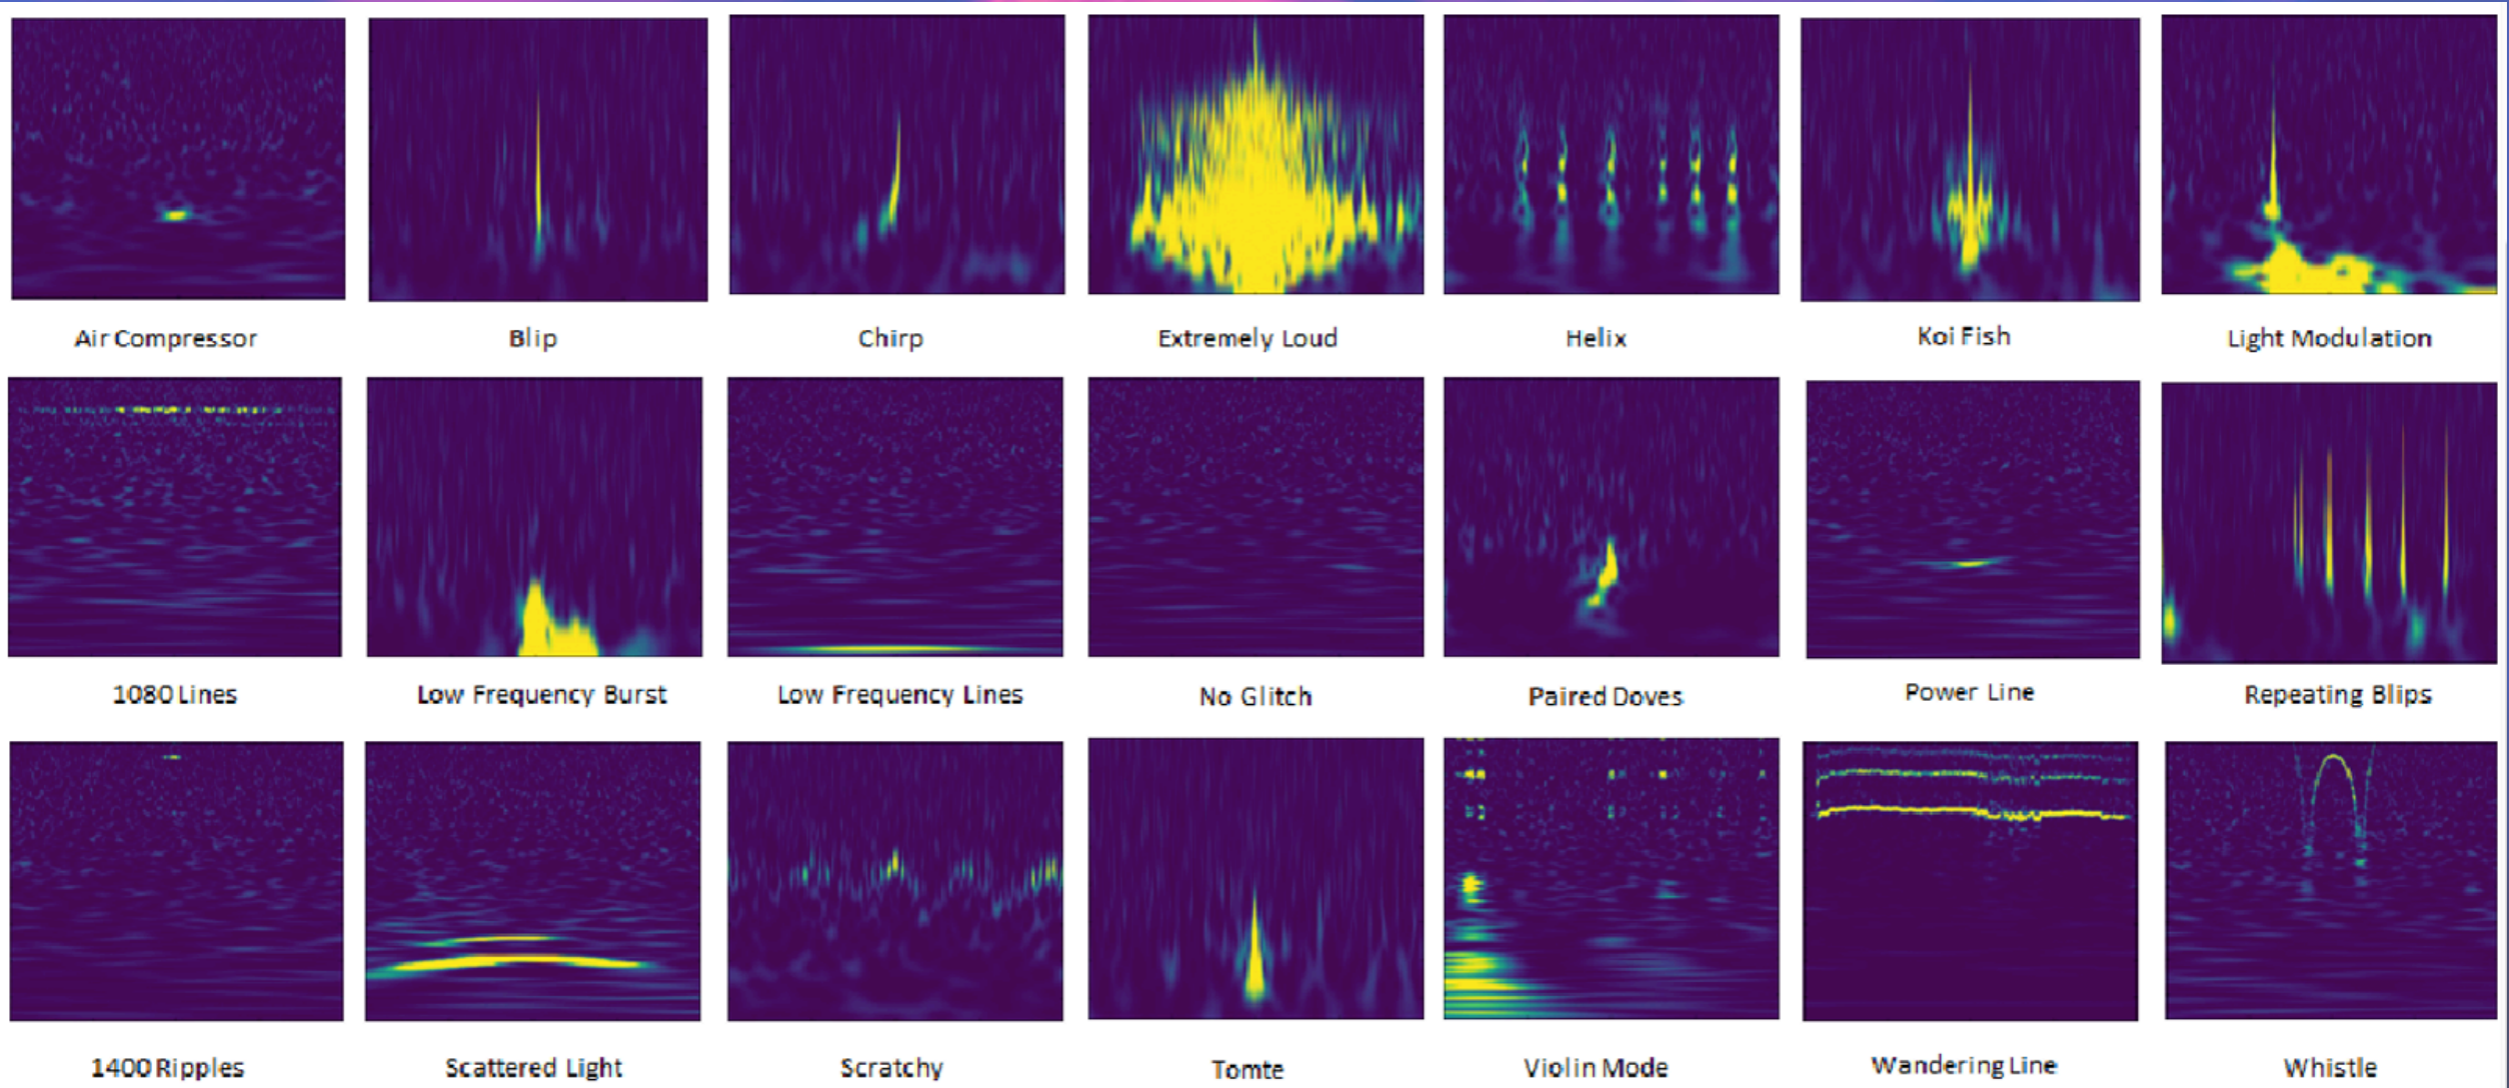 Air Compressor
Blip
Chirp
Extremely Loud
Helix
Koi Fish
Light Modulation
1080 Lines
Low Frequency Burst
Low Frequency Lines
No Glitch
Paired Doves
Power Line
Repeating Blips
1400 Ripples
Scattered Light
Scratchy
Tomte
Violin Mode
Wandering Line
Whistle